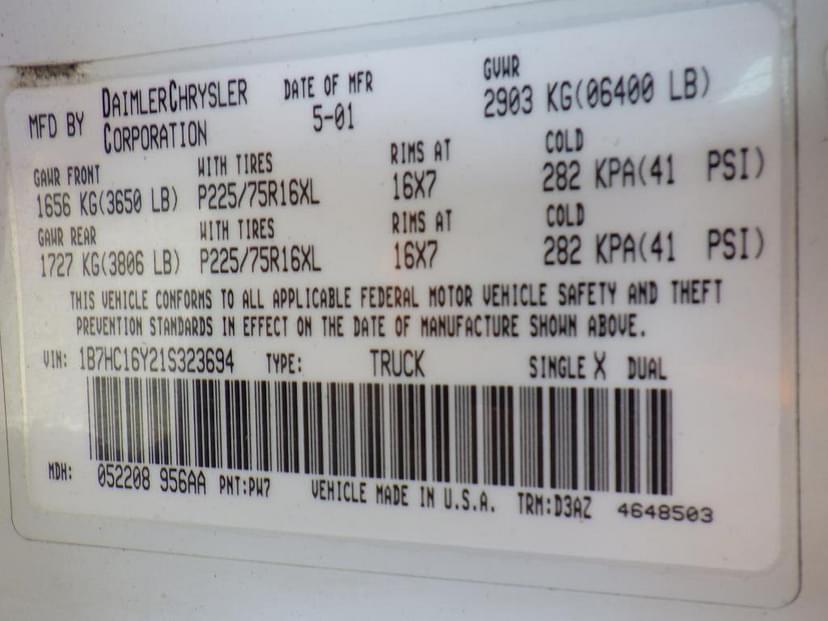 MFD BY DAIMLERCHRYSLER CORPORATION DATE OF MFR 5-01 GVWR 2903 KG(06400 LB)
GAWR FRONT WITH TIRES RIMS AT COLD
1656 KG(3650 LB) P225/75R16XL 16X7 282 KPA(41 PSI)
GAWR REAR WITH TIRES RIMS AT COLD
1727 KG(3806 LB) P225/75R16XL 16X7 282 KPA(41 PSI)
THIS VEHICLE CONFORMS TO ALL APPLICABLE FEDERAL MOTOR VEHICLE SAFETY AND THEFT
PREVENTION STANDARDS IN EFFECT ON THE DATE OF MANUFACTURE SHOWN ABOVE.
VIN: 1B7HC16Y21S323694 TYPE: TRUCK SINGLE X DUAL
MDH: 052208 956AA PNT:PW7 VEHICLE MADE IN U.S.A. TRM:D3AZ 4648503